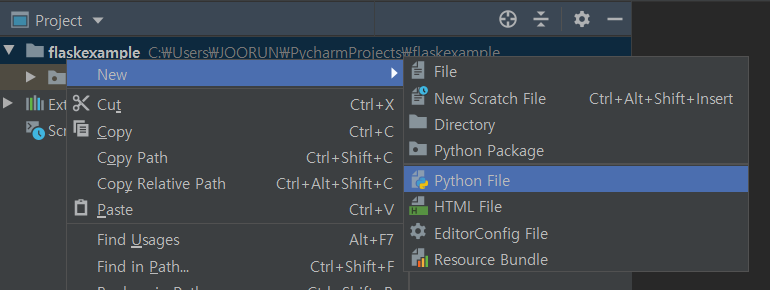 Project
flaskexample C:₩Users₩JOORUN₩PycharmProjects₩flaskexample
New
Ext
Scr
Cut Ctrl+X
Copy Ctrl+C
Copy Path Ctrl+Shift+C
Copy Relative Path Ctrl+Alt+Shift+C
Paste Ctrl+V
Find Usages Alt+F7
Find in Path... Ctrl+Shift+F
File
New Scratch File Ctrl+Alt+Shift+Insert
Directory
Python Package
Python File
HTML File
EditorConfig File
Resource Bundle